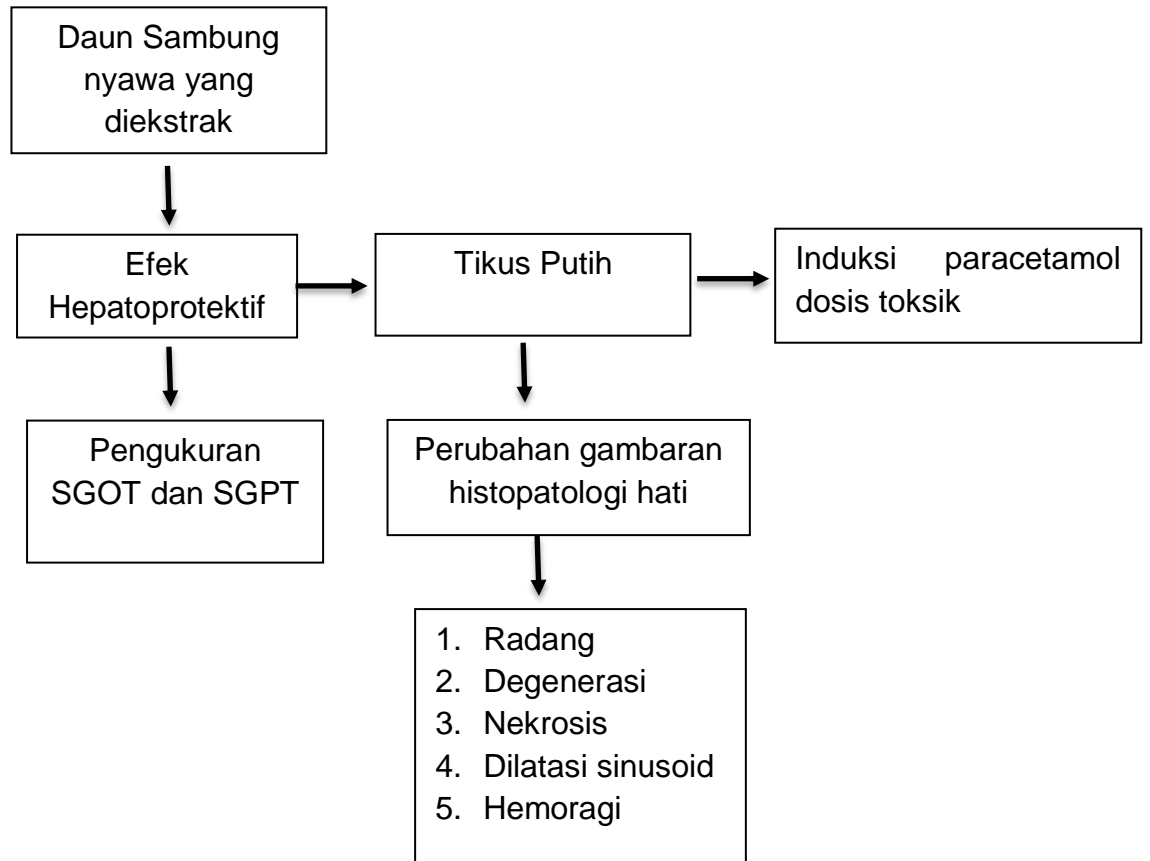 Daun Sambung
nyawa yang
diekstrak
Efek
Hepatoprotektif
Tikus Putih
Induksi paracetamol
dosis toksik
Pengukuran
SGOT dan SGPT
Perubahan gambaran
histopatologi hati
1. Radang
2. Degenerasi
3. Nekrosis
4. Dilatasi sinusoid
5. Hemoragi